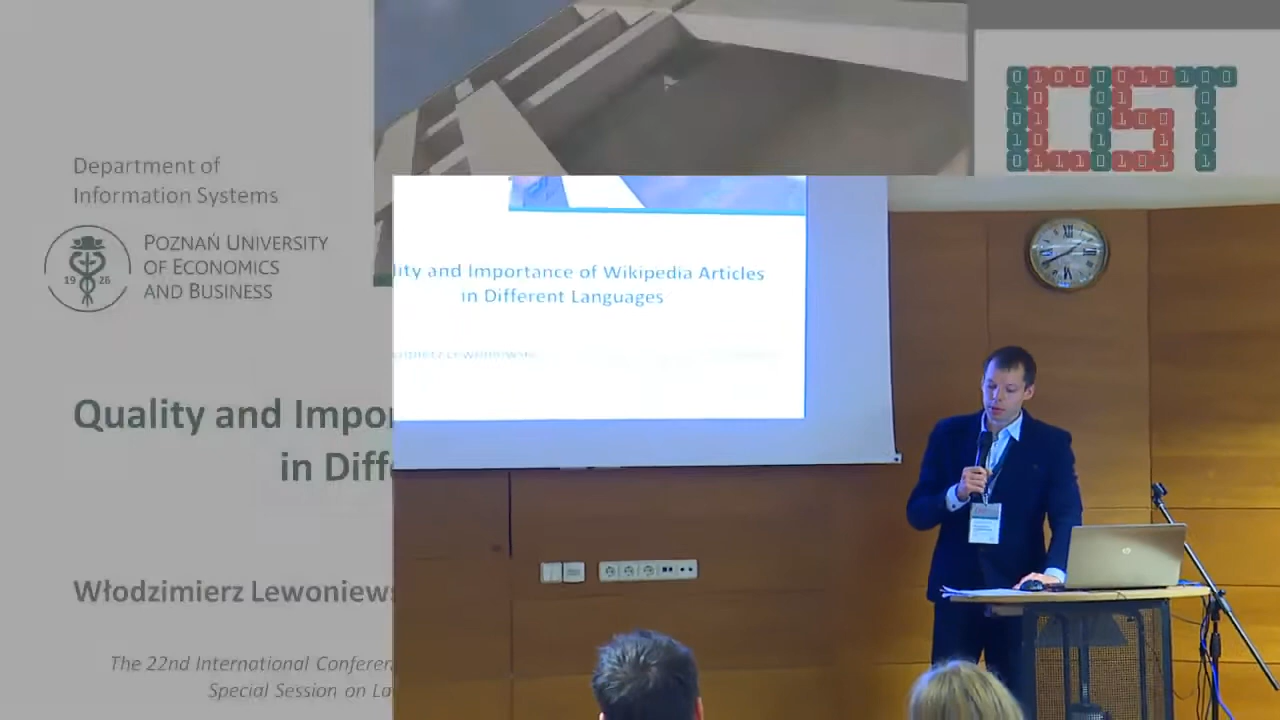 Department of
Information Systems
19 26
POZNAŃ UNIVERSITY
OF ECONOMICS
AND BUSINESS
Quality and Impor
in Diff
Włodzimierz Lewoniews
The 22nd International Conferen
Special Session on La
lity and Importance of Wikipedia Articles
in Different Languages
ICIST